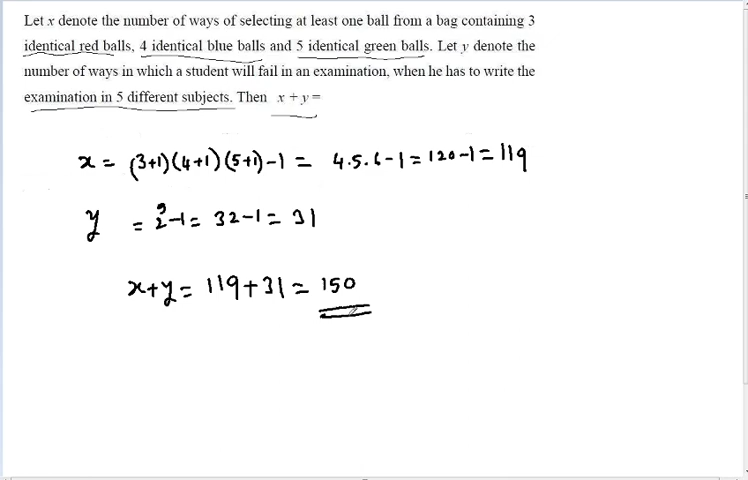 Let x denote the number of ways of selecting at least one ball from a bag containing 3
identical red balls, 4 identical blue balls and 5 identical green balls. Let y denote the
number of ways in which a student will fail in an examination, when he has to write the
examination in 5 different subjects. Then x + y =
x = (3+1)(4+1)(5+1)-1 = 4.5.6-1 = 120-1 = 119
y = 2^5-1 = 32-1 = 31
x+y = 119+31 = 150